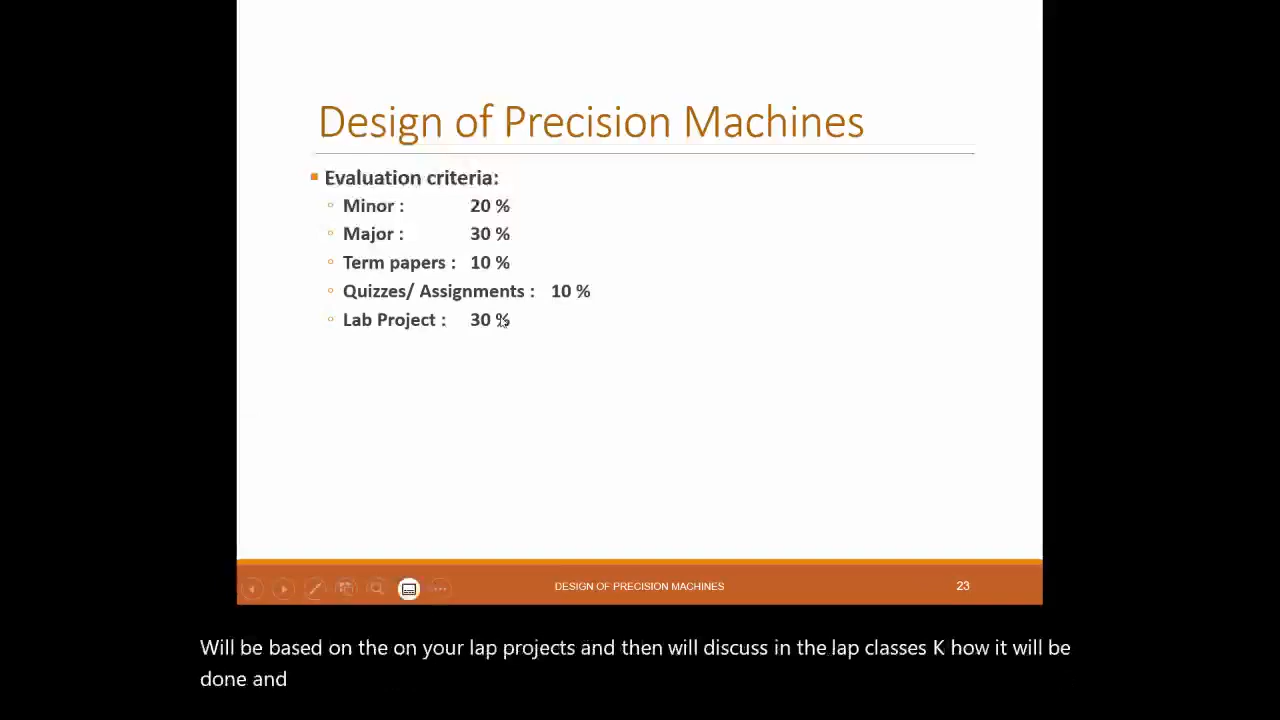 Design of Precision Machines
Evaluation criteria:
Minor : 20 %
Major : 30 %
Term papers : 10 %
Quizzes/ Assignments : 10 %
Lab Project : 30 %
DESIGN OF PRECISION MACHINES 23
Will be based on the on your lap projects and then will discuss in the lap classes K how it will be
done and